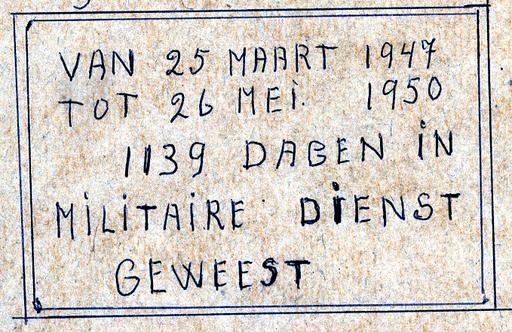 VAN 25 MAART 1947
TOT 26 MEI. 1950
1139 DAGEN IN
MILITAIRE DIENST
GEWEEST